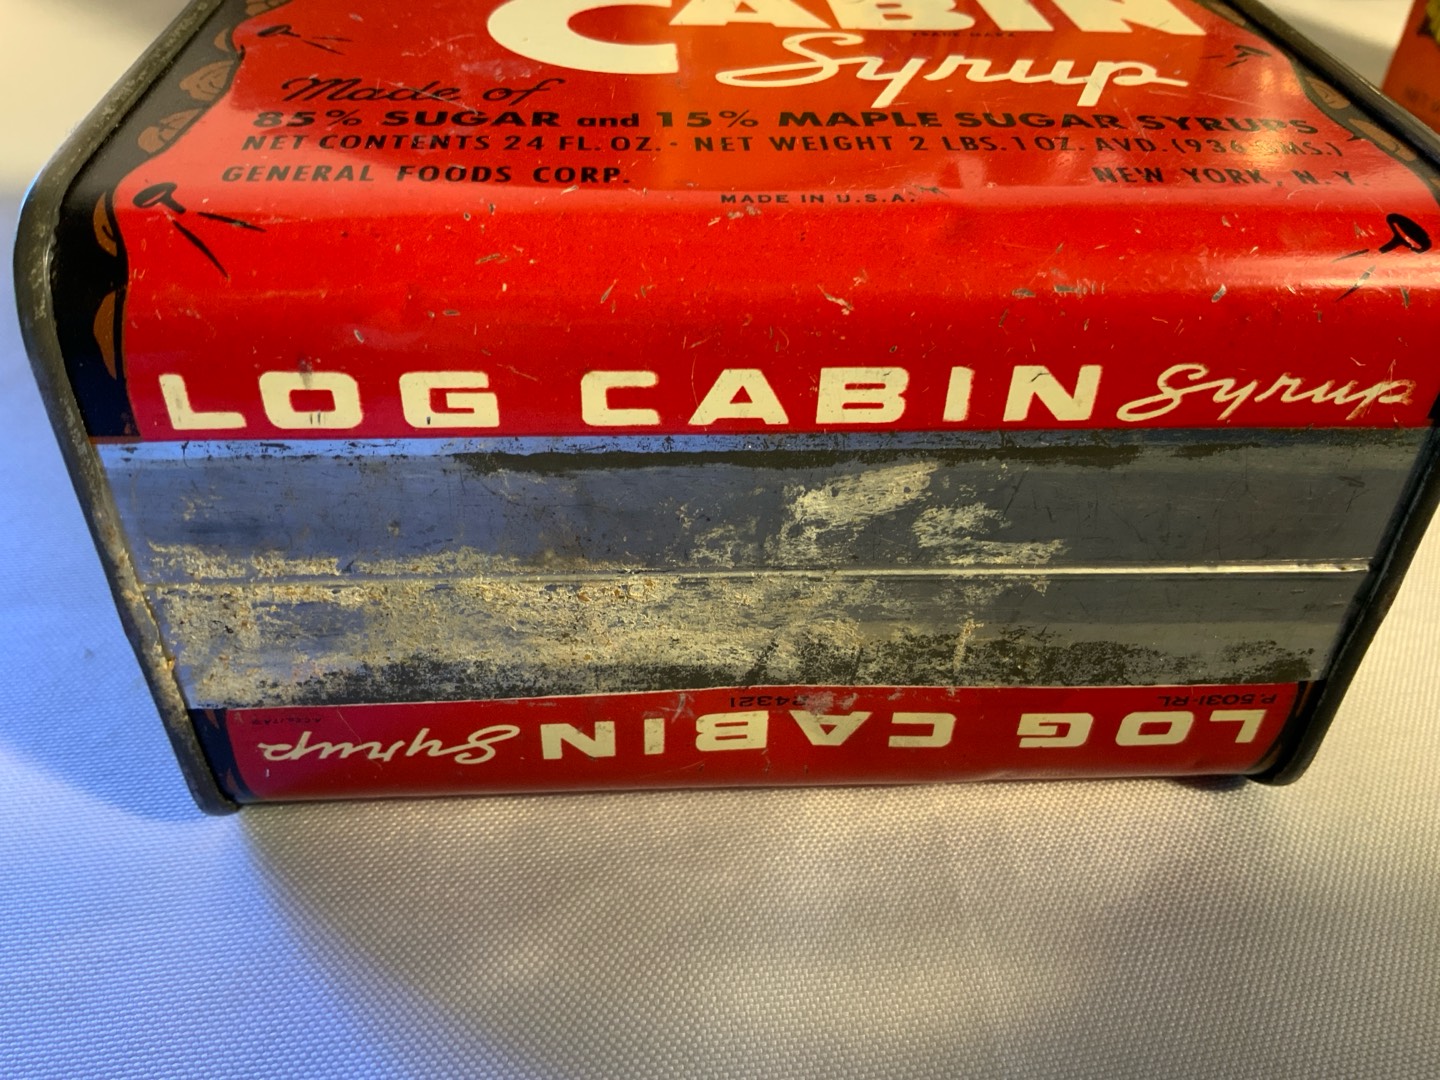 CABIN
TRADE MARK
Syrup
Made of
85% SUGAR and 15% MAPLE SUGAR SYRUPS
NET CONTENTS 24 FL. OZ. · NET WEIGHT 2 LBS. 1 OZ. AVD. (936 GMS.)
GENERAL FOODS CORP. NEW YORK, N.Y.
MADE IN U.S.A.
LOG CABIN Syrup
P.5031-RL
LOG CABIN Syrup